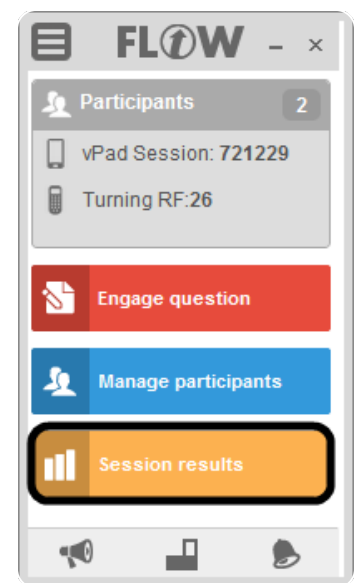 FLOW
Participants 2
vPad Session: 721229
Turning RF:26
Engage question
Manage participants
Session results